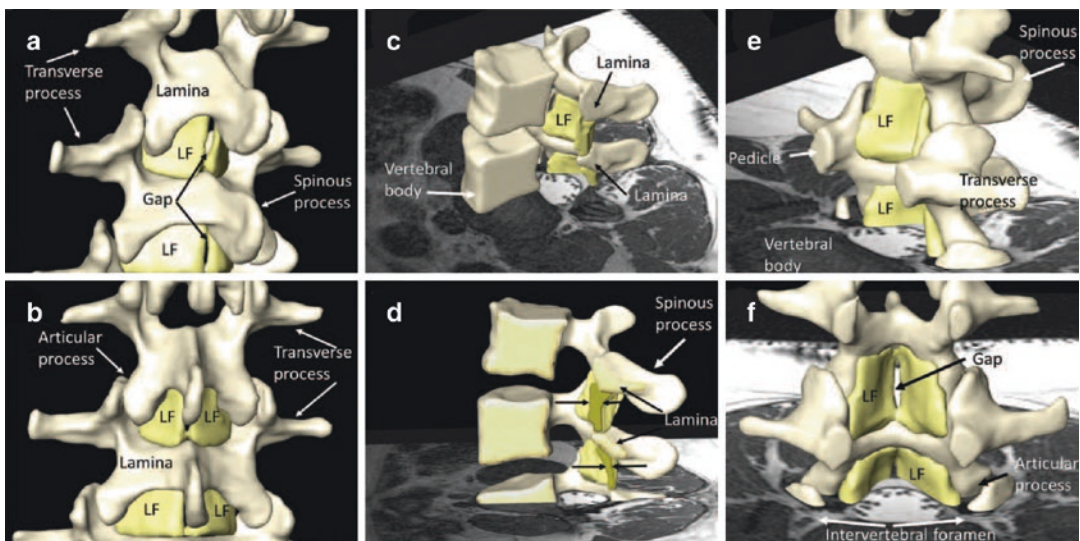 a
Transverse
process
Lamina
LF
Gap
Spinous
process
LF
b
Articular
process
Transverse
process
LF
LF
Lamina
LF
LF
c
Lamina
LF
Vertebral
body
Lamina
d
Spinous
process
Lamina
e
Spinous
process
LF
Pedicle
Transverse
process
LF
Vertebral
body
f
Gap
LF
LF
Articular
process
Intervertebral foramen